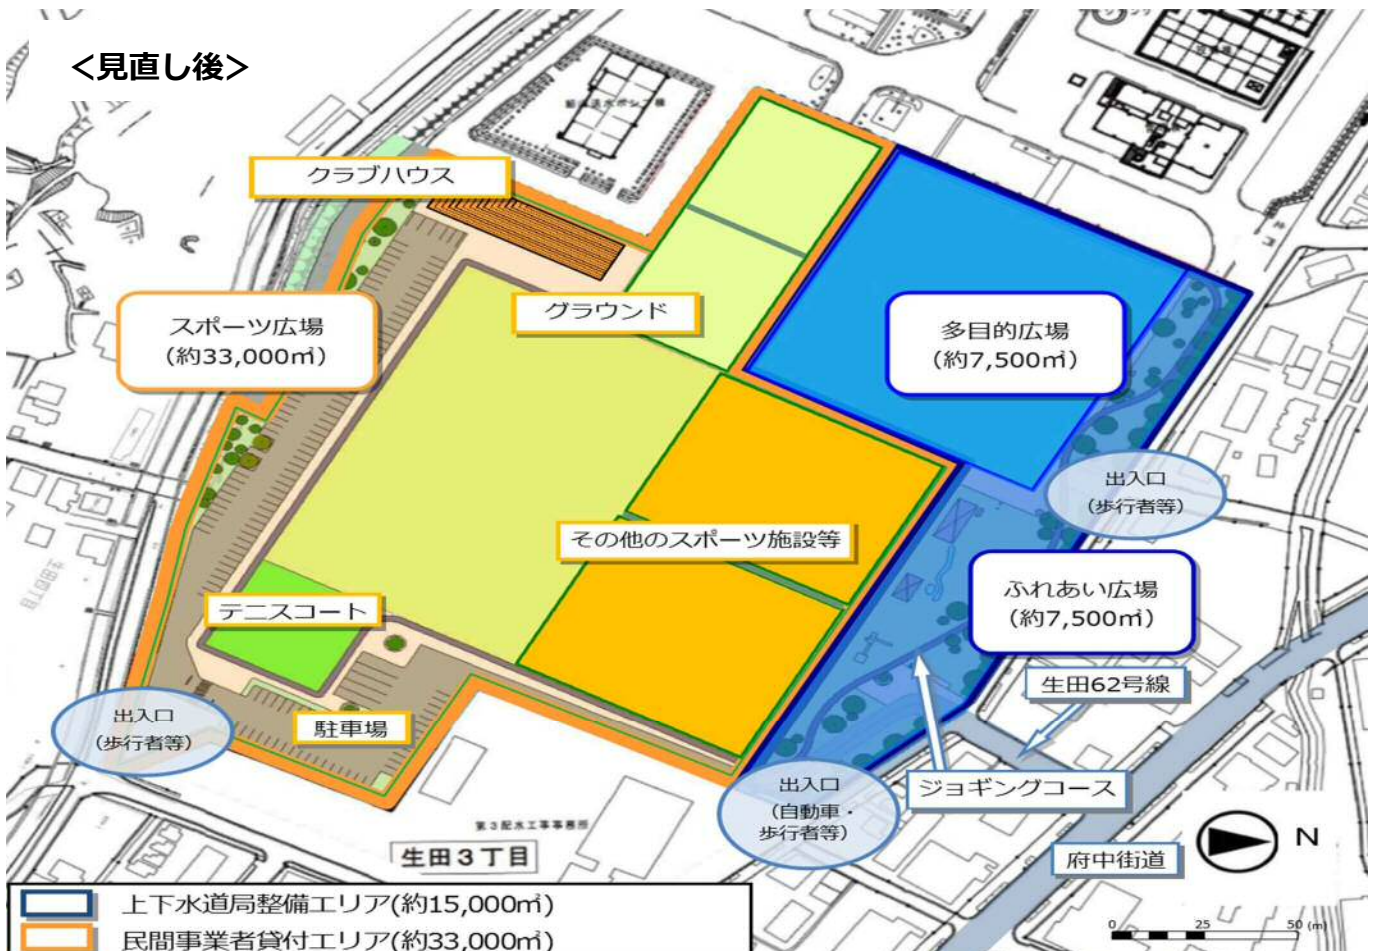 <見直し後>
クラブハウス
グラウンド
スポーツ広場
(約33,000㎡)
多目的広場
(約7,500㎡)
出入口
(歩行者等)
その他のスポーツ施設等
ふれあい広場
(約7,500㎡)
テニスコート
生田62号線
出入口
(歩行者等)
駐車場
出入口
(自動車・
歩行者等)
ジョギングコース
第3配水工事事務所
生田3丁目
府中街道
N
上下水道局整備エリア(約15,000㎡)
民間事業者貸付エリア(約33,000㎡)
0 25 50 (m)